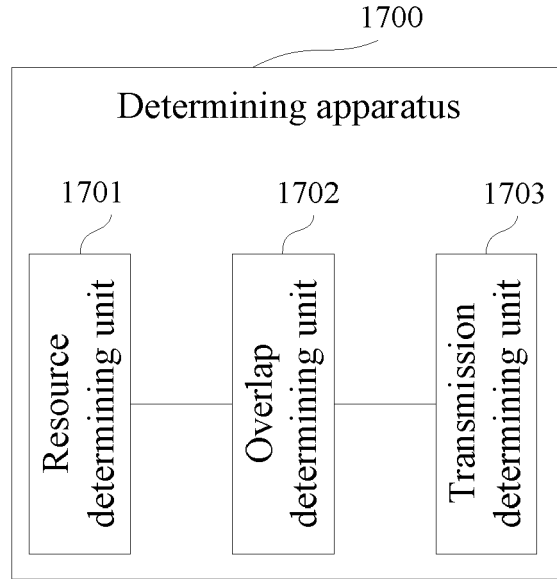 1700
Determining apparatus
1701
1702
1703
Resource
determining unit
Overlap
determining unit
Transmission
determining unit